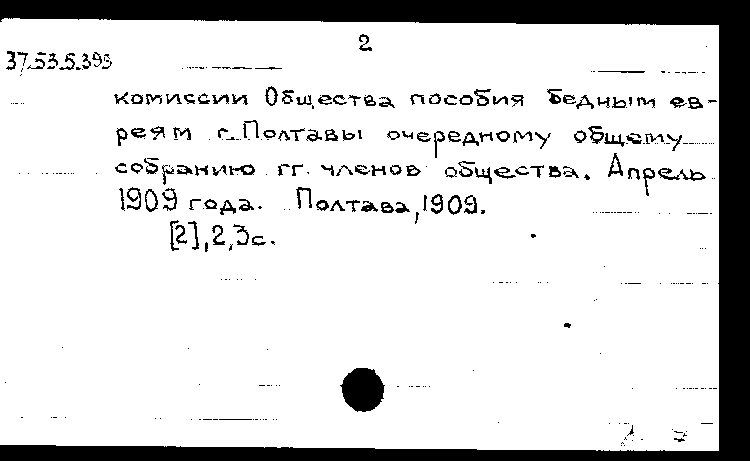 2
37.53.5.393
комиссии Общества пособия бедным ев-
реям г. Полтавы очередному общему
собранию гг. членов общества. Апрель
1909 года. Полтава, 1909.
[2], 2, 3 с.